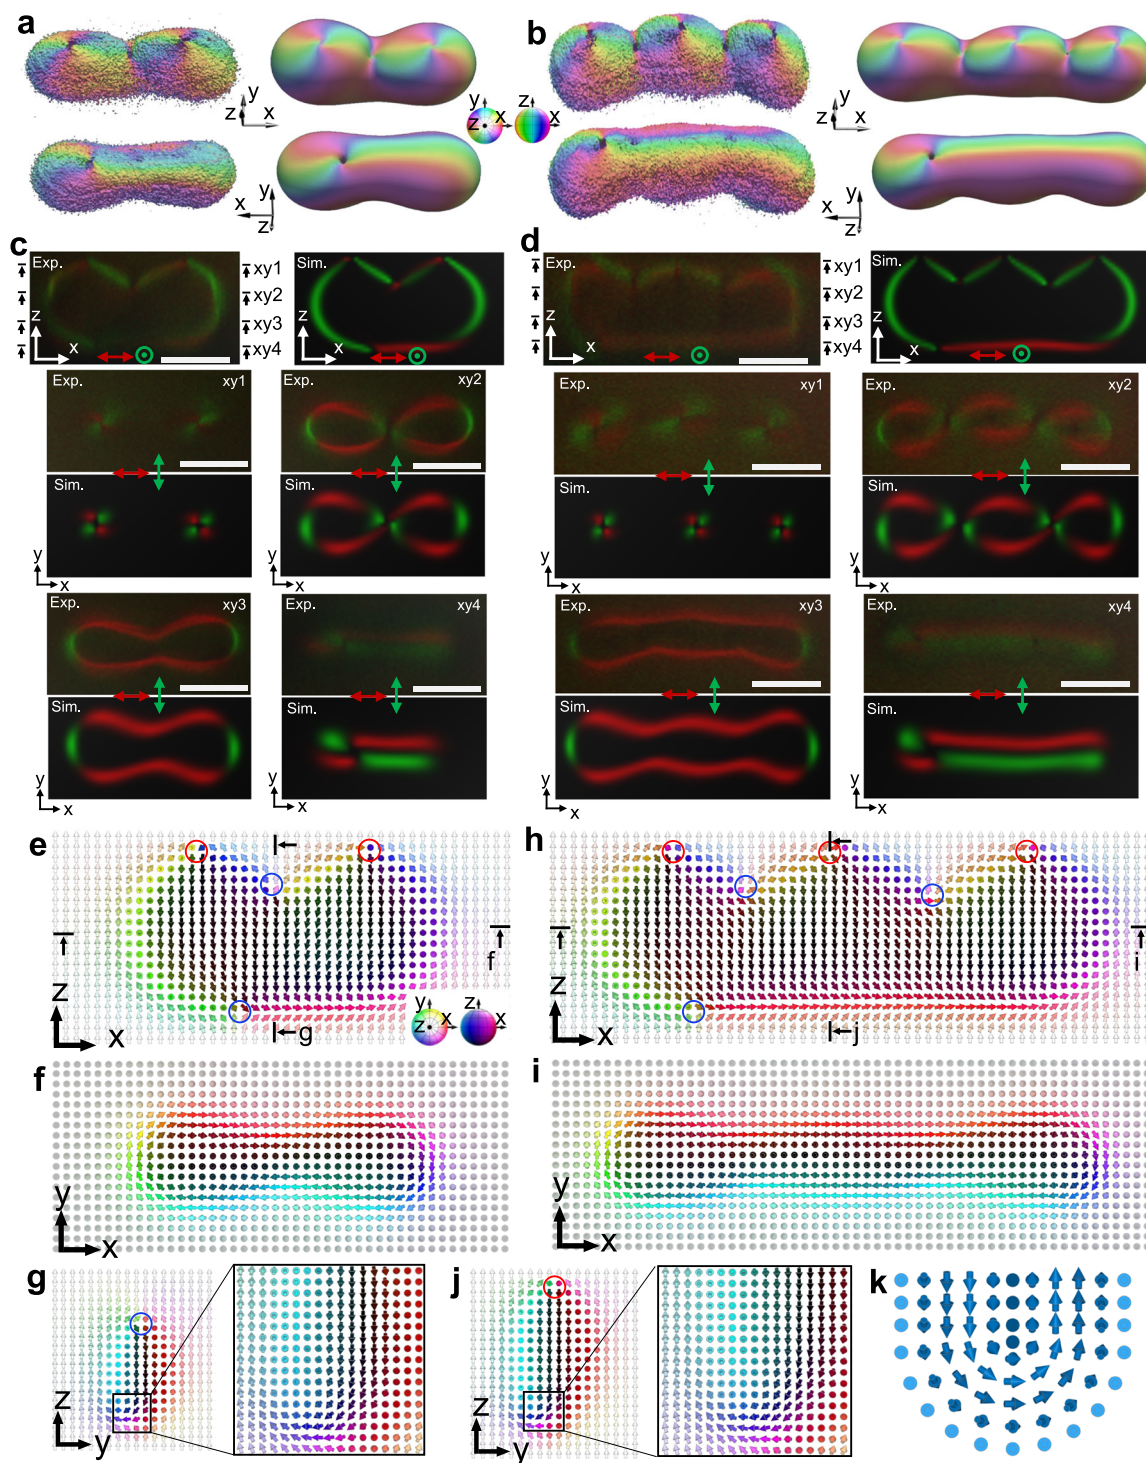 a
b
y
z
x
y
z
x
z
x
y
z
x
x
y
z
x
y
z
c
d
Exp.
xy1
xy2
xy3
xy4
z
x
Sim.
z
x
Exp.
xy1
xy2
xy3
xy4
z
x
Sim.
z
x
Exp.
xy1
Exp.
xy2
Exp.
xy1
Exp.
xy2
Sim.
Sim.
Sim.
Sim.
y
x
y
x
y
x
y
x
Exp.
xy3
Exp.
xy4
Exp.
xy3
Exp.
xy4
Sim.
Sim.
Sim.
Sim.
y
x
y
x
y
x
y
x
e
f
g
z
x
y
z
x
z
x
h
i
j
z
x
f
y
x
i
y
x
g
z
y
j
z
y
k